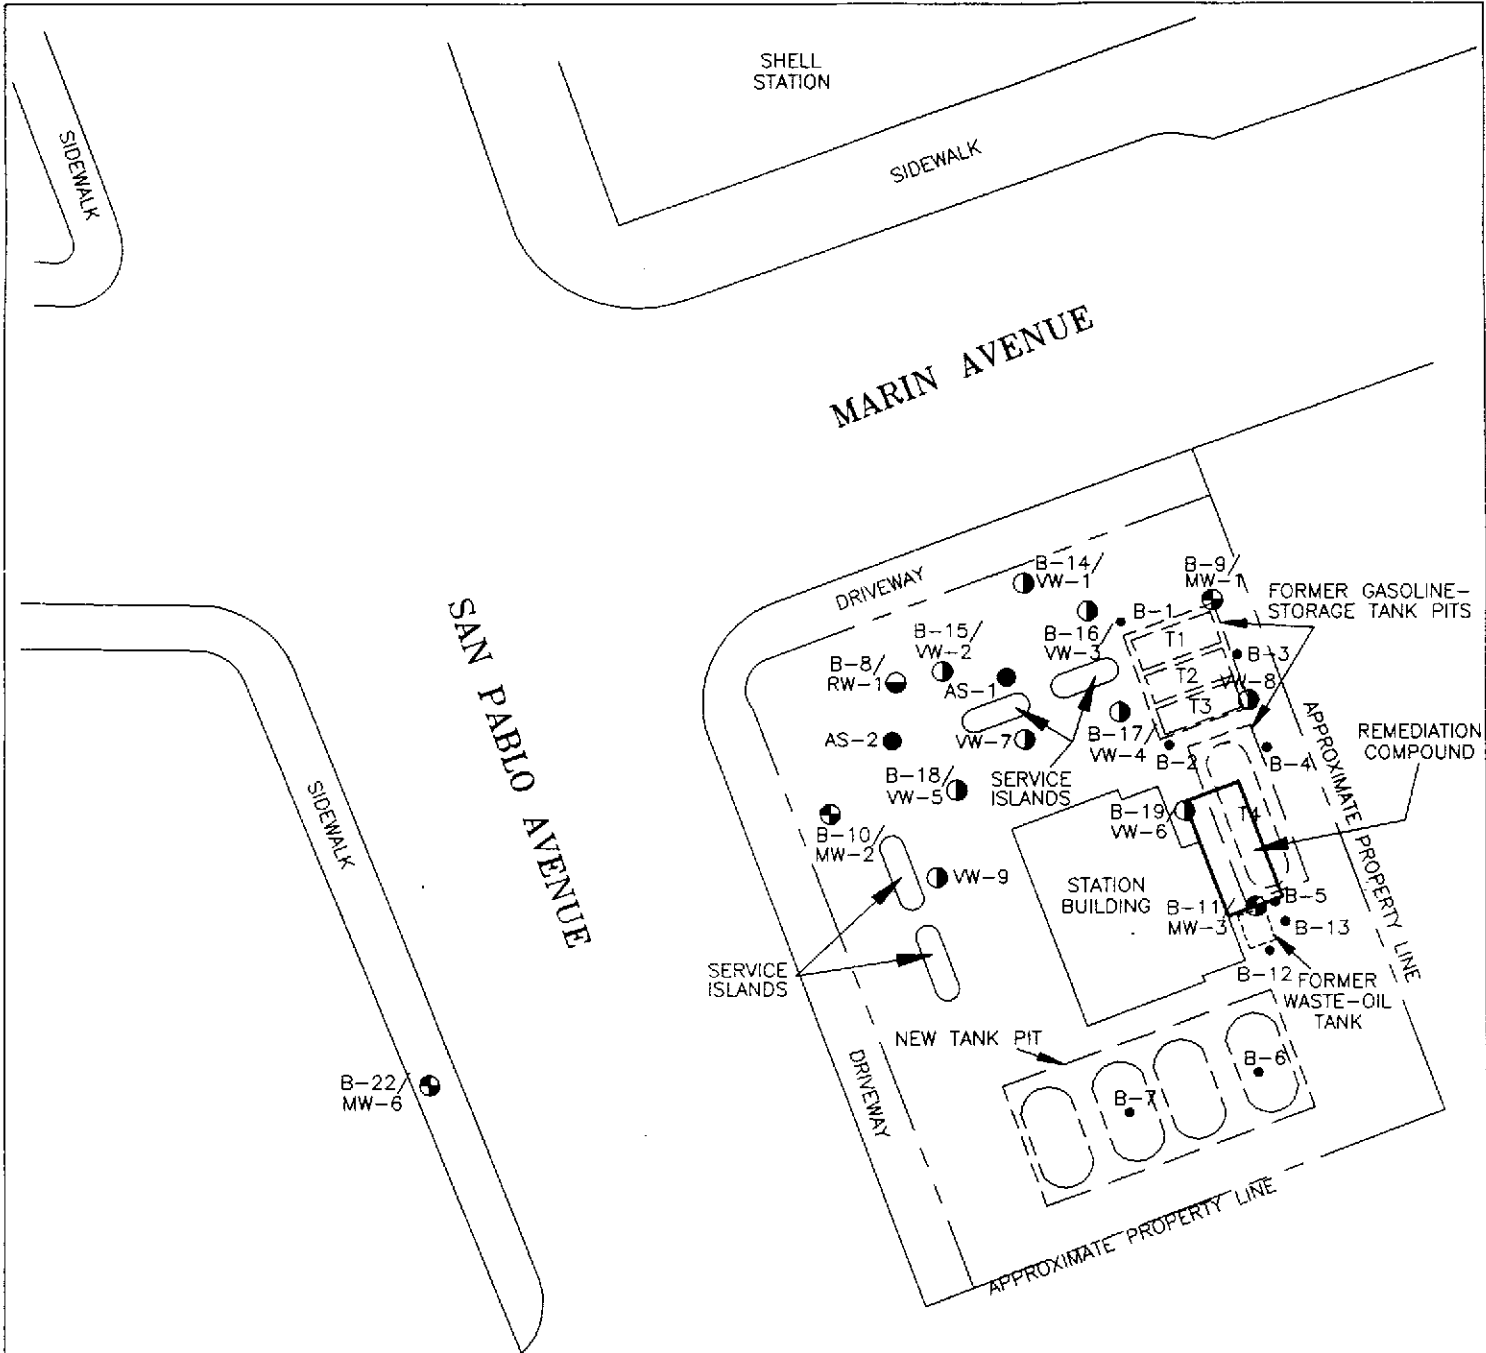 SHELL
STATION
SIDEWALK
SIDEWALK
MARIN AVENUE
SAN PABLO AVENUE
SIDEWALK
DRIVEWAY
B-14/
VW-1
B-9/
MW-1
FORMER GASOLINE-
STORAGE TANK PITS
B-1
B-15/
VW-2
B-16
VW-3
T1
B-8/
RW-1
AS-1
T2
B-3
VW-8
T3
AS-2
VW-7
B-17
VW-4
B-2
B-4
APPROXIMATE PROPERTY LINE
REMEDIATION
COMPOUND
B-18/
VW-5
SERVICE
ISLANDS
B-19
VW-6
T4
B-10/
MW-2
VW-9
STATION
BUILDING
B-11
MW-3
B-5
B-13
B-12
FORMER
WASTE-OIL
TANK
SERVICE
ISLANDS
NEW TANK PIT
DRIVEWAY
B-6
B-7
B-22/
MW-6
APPROXIMATE PROPERTY LINE